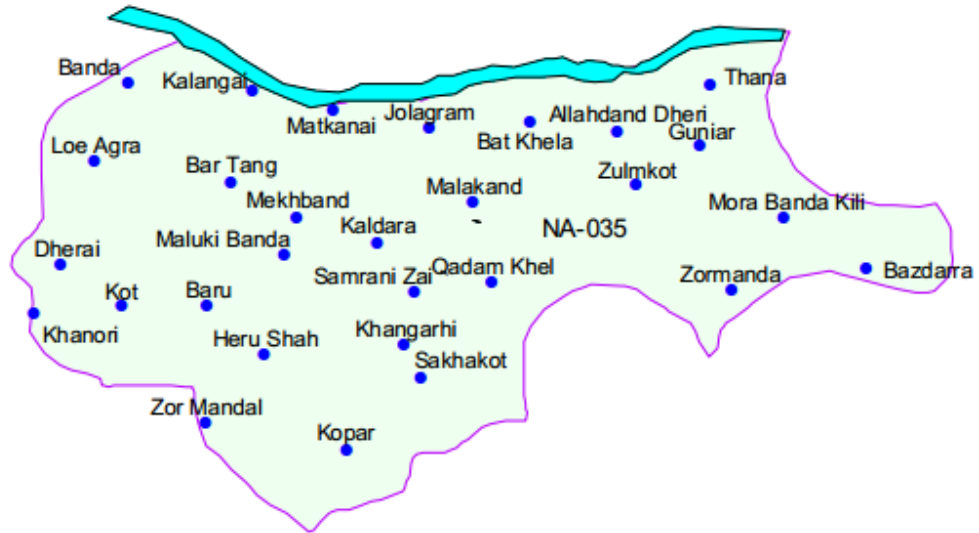 Banda
Kalangai
Thana
Matkanai
Jolagram
Allahdand Dheri
Bat Khela
Guniar
Loe Agra
Bar Tang
Zulmkot
Malakand
Mekhband
Mora Banda Kili
Kaldara
NA-035
Maluki Banda
Dherai
Qadam Khel
Samrani Zai
Zormanda
Bazdarra
Kot
Baru
Khanori
Heru Shah
Khangarhi
Sakhakot
Zor Mandal
Kopar